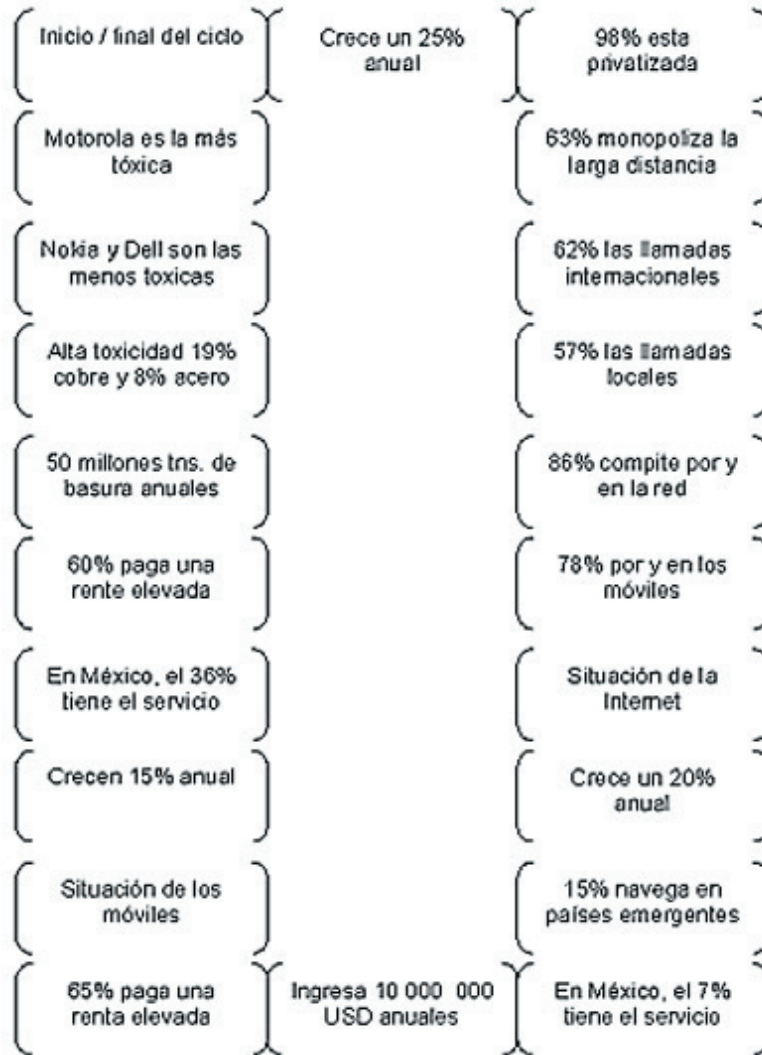 Inicio / final del ciclo
Crece un 25%
anual
98% esta
privatizada
Motorola es la más
tóxica
63% monopoliza la
larga distancia
Nokia y Dell son las
menos toxicas
62% las llamadas
internacionales
Alta toxicidad 19%
cobre y 8% acero
57% las llamadas
locales
50 millones tns. de
basura anuales
86% compite por y
en la red
60% paga una
rente elevada
78% por y en los
móviles
En México, el 36%
tiene el servicio
Situación de la
Internet
Crecen 15% anual
Crece un 20%
anual
Situación de los
móviles
15% navega en
países emergentes
65% paga una
renta elevada
Ingresa 10 000 000
USD anuales
En México, el 7%
tiene el servicio